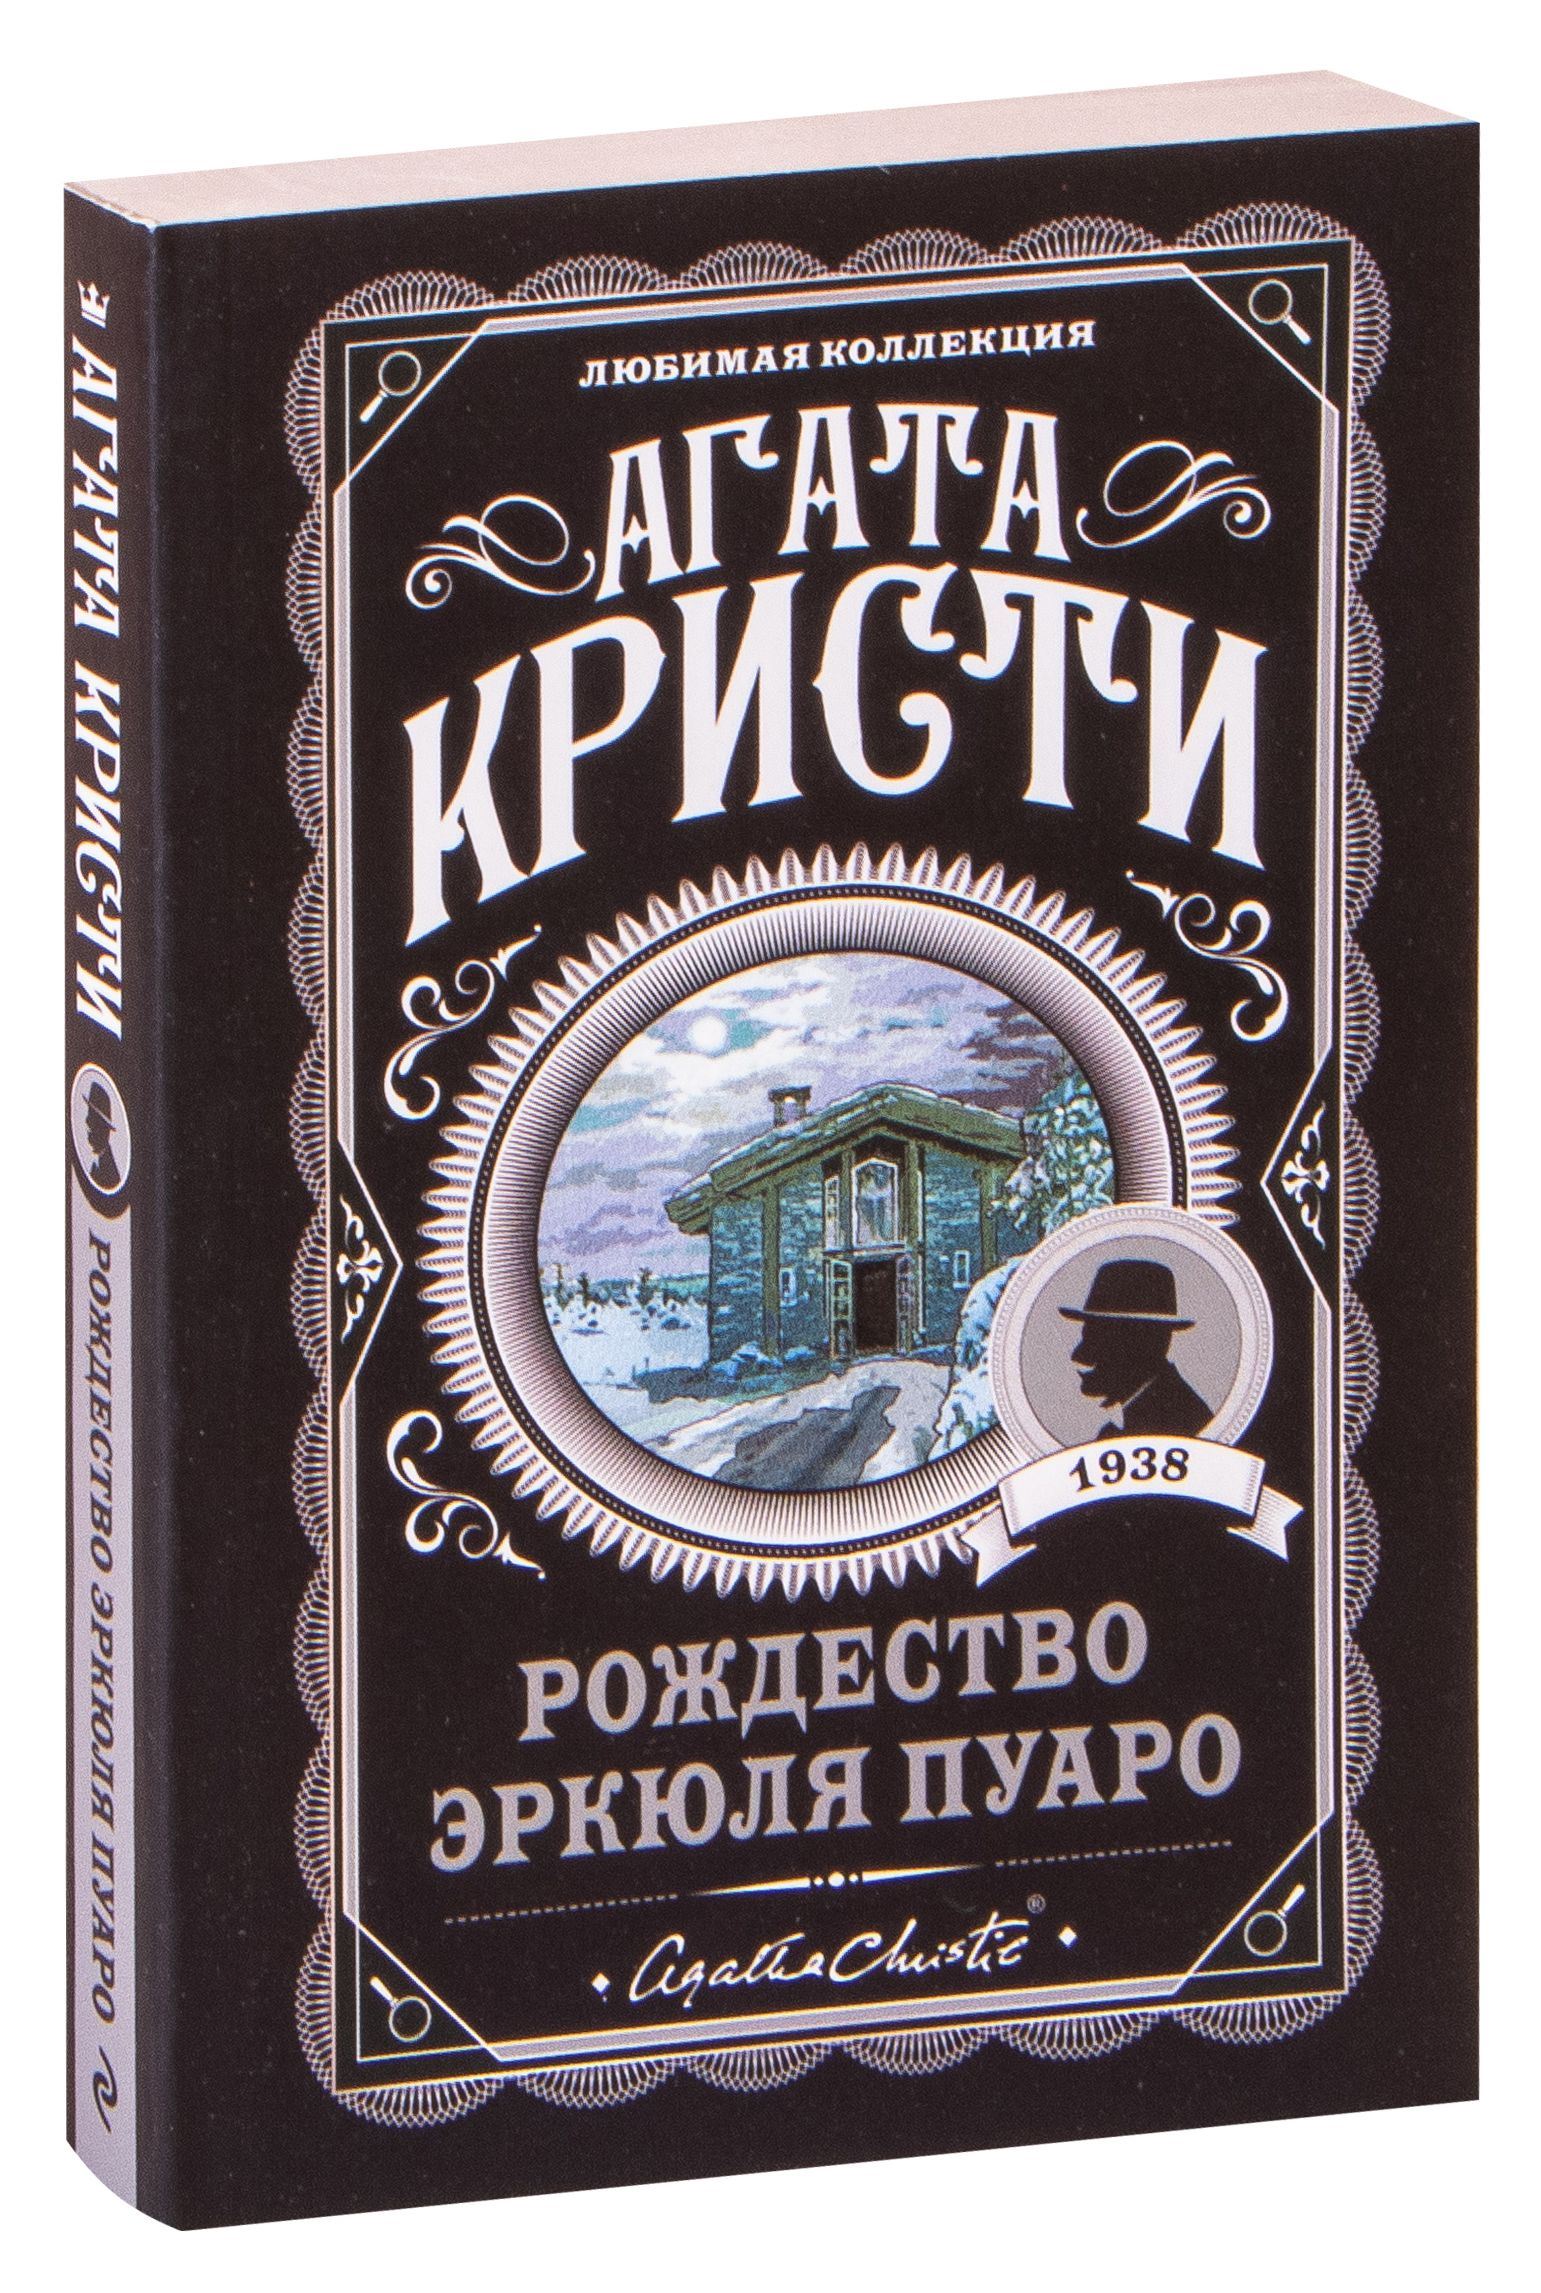 ЛЮБИМАЯ КОЛЛЕКЦИЯ
АГАТА
КРИСТИ
1938
РОЖДЕСТВО
ЭРКЮЛЯ ПУАРО
Agatha Christie®
АГАТА КРИСТИ
РОЖДЕСТВО ЭРКЮЛЯ ПУАРО